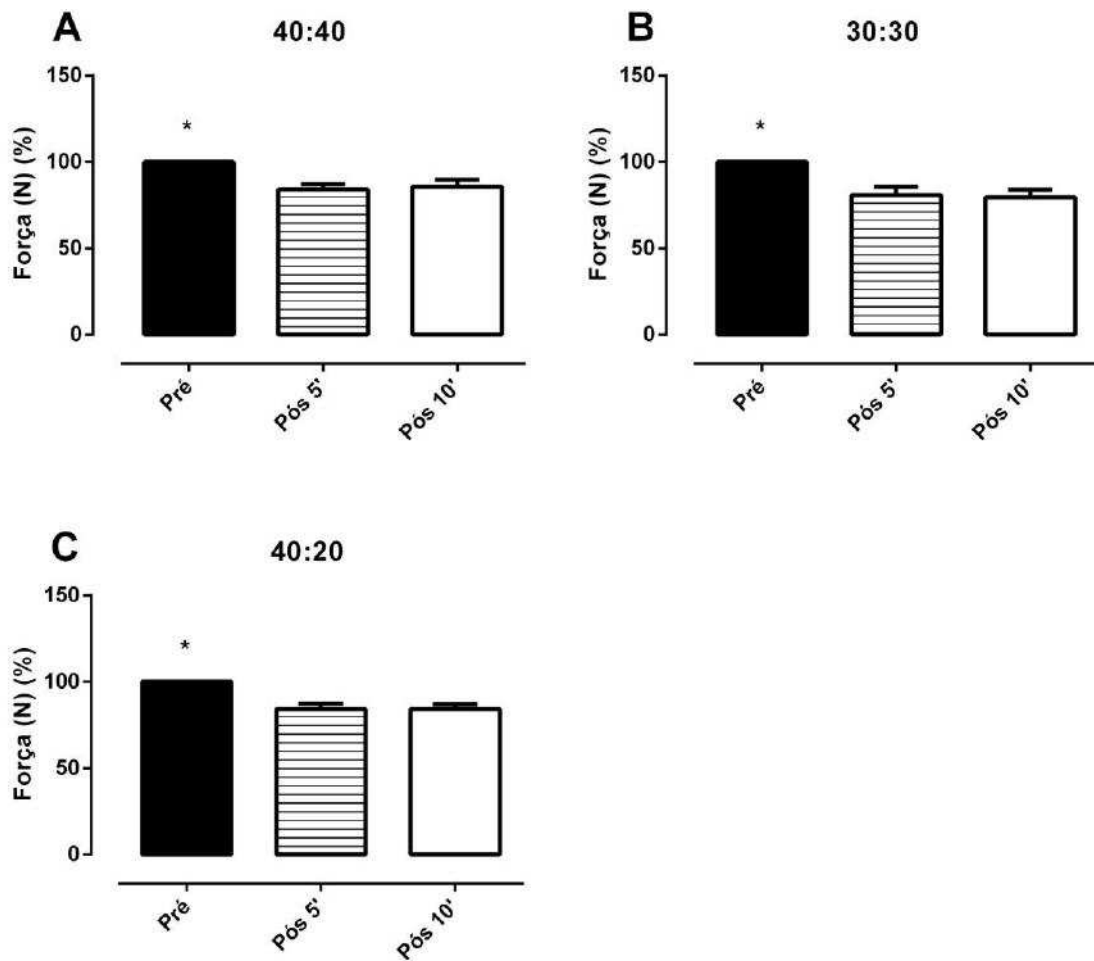 A
40:40
Força (N) (%)
150
100
50
0
*
Pré
Pós 5'
Pós 10'
B
30:30
Força (N) (%)
150
100
50
0
*
Pré
Pós 5'
Pós 10'
C
40:20
Força (N) (%)
150
100
50
0
*
Pré
Pós 5'
Pós 10'